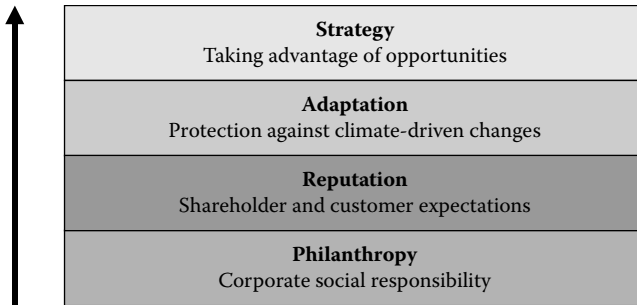 Strategy
Taking advantage of opportunities
Adaptation
Protection against climate-driven changes
Reputation
Shareholder and customer expectations
Philanthropy
Corporate social responsibility